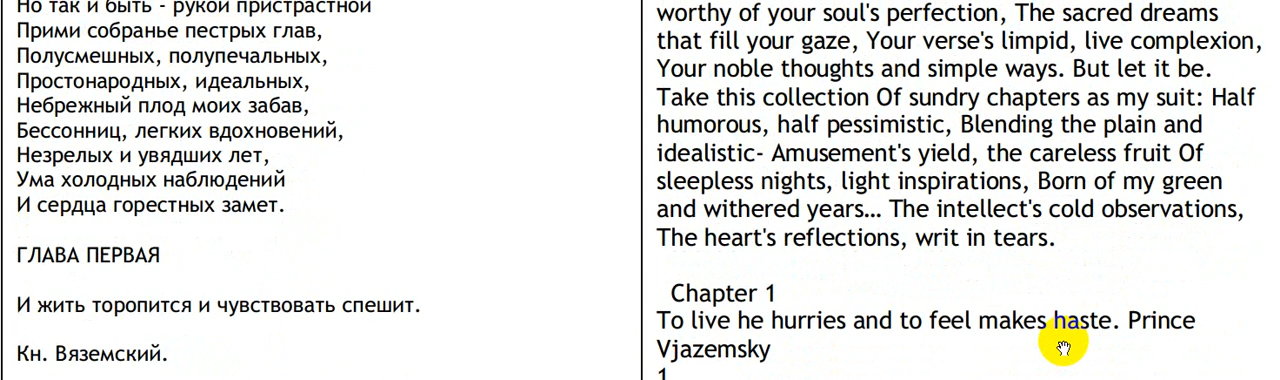 Но так и быть - рукой пристрастной
Прими собранье пестрых глав,
Полусмешных, полупечальных,
Простонародных, идеальных,
Небрежный плод моих забав,
Бессонниц, легких вдохновений,
Незрелых и увядших лет,
Ума холодных наблюдений
И сердца горестных замет.
ГЛАВА ПЕРВАЯ
И жить торопится и чувствовать спешит.
Кн. Вяземский.
worthy of your soul's perfection, The sacred dreams
that fill your gaze, Your verse's limpid, live complexion,
Your noble thoughts and simple ways. But let it be.
Take this collection Of sundry chapters as my suit: Half
humorous, half pessimistic, Blending the plain and
idealistic- Amusement's yield, the careless fruit Of
sleepless nights, light inspirations, Born of my green
and withered years... The intellect's cold observations,
The heart's reflections, writ in tears.
Chapter 1
To live he hurries and to feel makes haste. Prince
Vjazemsky
1